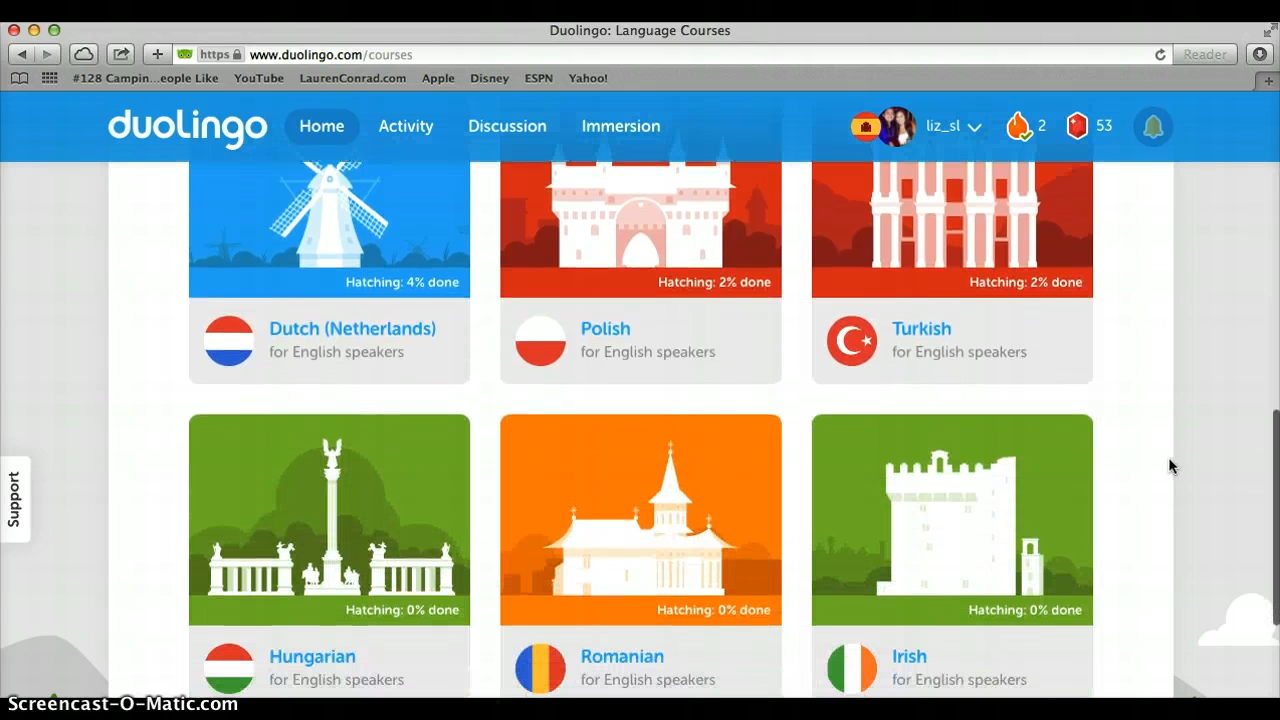 Duolingo: Language Courses
https www.duolingo.com/courses Reader
#128 Campin...eople Like YouTube LaurenConrad.com Apple Disney ESPN Yahoo!
duolingo Home Activity Discussion Immersion liz_sl 2 53
Hatching: 4% done Hatching: 2% done Hatching: 2% done
Dutch (Netherlands) Polish Turkish
for English speakers for English speakers for English speakers
Support
Hatching: 0% done Hatching: 0% done Hatching: 0% done
Hungarian Romanian Irish
for English speakers for English speakers for English speakers
Screencast-O-Matic.com